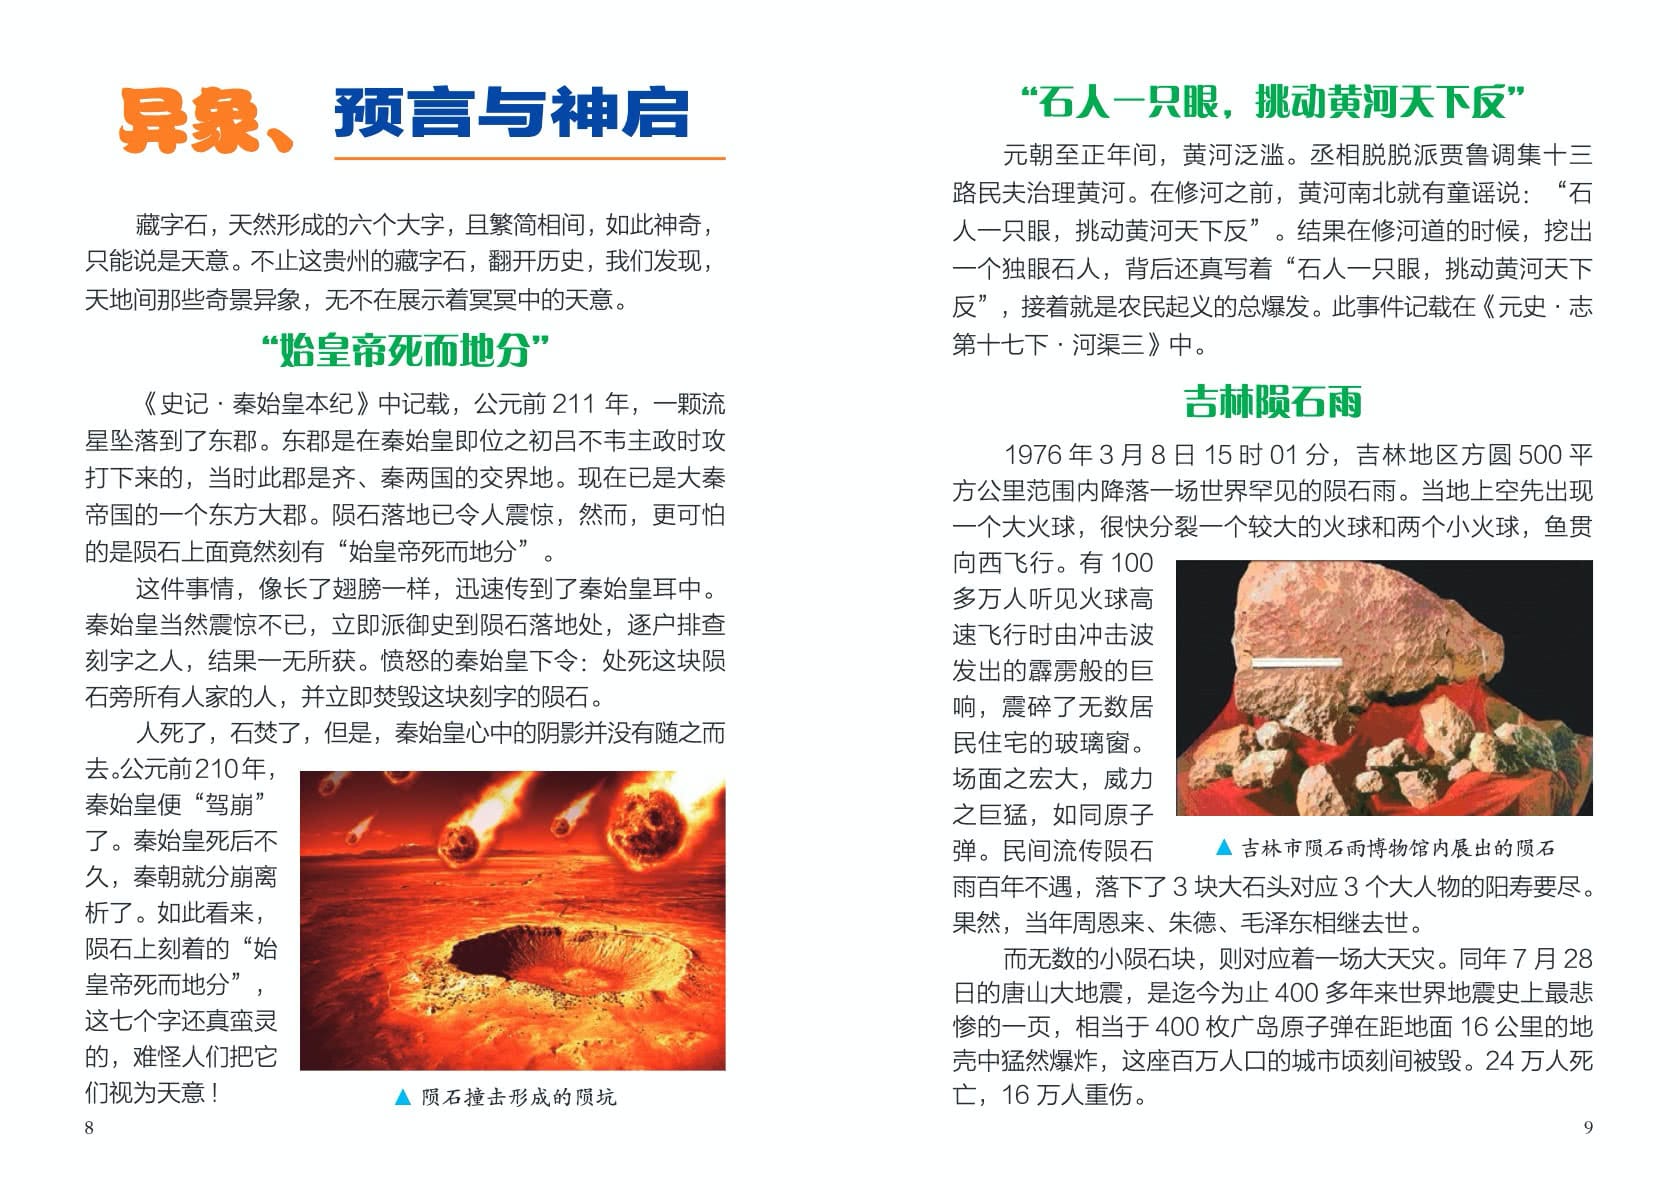 异象、预言与神启
藏字石，天然形成的六个大字，且繁简相间，如此神奇，
只能说是天意。不止这贵州的藏字石，翻开历史，我们发现，
天地间那些奇景异象，无不在展示着冥冥中的天意。
“始皇帝死而地分”
《史记·秦始皇本纪》中记载，公元前 211 年，一颗流
星坠落到了东郡。东郡是在秦始皇即位之初吕不韦主政时攻
打下来的，当时此郡是齐、秦两国的交界地。现在已是大秦
帝国的一个东方大郡。陨石落地已令人震惊，然而，更可怕
的是陨石上面竟然刻有“始皇帝死而地分”。
这件事情，像长了翅膀一样，迅速传到了秦始皇耳中。
秦始皇当然震惊不已，立即派御史到陨石落地处，逐户排查
刻字之人，结果一无所获。愤怒的秦始皇下令：处死这块陨
石旁所有人家的人，并立即焚毁这块刻字的陨石。
人死了，石焚了，但是，秦始皇心中的阴影并没有随之而
去。公元前210年，
秦始皇便“驾崩”
了。秦始皇死后不
久，秦朝就分崩离
析了。如此看来，
陨石上刻着的“始
皇帝死而地分”，
这七个字还真蛮灵
的，难怪人们把它
们视为天意！
▲ 陨石撞击形成的陨坑
8
“石人一只眼，挑动黄河天下反”
元朝至正年间，黄河泛滥。丞相脱脱派贾鲁调集十三
路民夫治理黄河。在修河之前，黄河南北就有童谣说：“石
人一只眼，挑动黄河天下反”。结果在修河道的时候，挖出
一个独眼石人，背后还真写着“石人一只眼，挑动黄河天下
反”，接着就是农民起义的总爆发。此事件记载在《元史·志
第十七下·河渠三》中。
吉林陨石雨
1976 年 3 月 8 日 15 时 01 分，吉林地区方圆 500 平
方公里范围内降落一场世界罕见的陨石雨。当地上空先出现
一个大火球，很快分裂一个较大的火球和两个小火球，鱼贯
向西飞行。有 100
多万人听见火球高
速飞行时由冲击波
发出的霹雳般的巨
响，震碎了无数居
民住宅的玻璃窗。
场面之宏大，威力
之巨猛，如同原子
弹。民间流传陨石
▲ 吉林市陨石雨博物馆内展出的陨石
雨百年不遇，落下了 3 块大石头对应 3 个大人物的阳寿要尽。
果然，当年周恩来、朱德、毛泽东相继去世。
而无数的小陨石块，则对应着一场大天灾。同年 7 月 28
日的唐山大地震，是迄今为止 400 多年来世界地震史上最悲
惨的一页，相当于 400 枚广岛原子弹在距地面 16 公里的地
壳中猛然爆炸，这座百万人口的城市顷刻间被毁。24 万人死
亡，16 万人重伤。
9